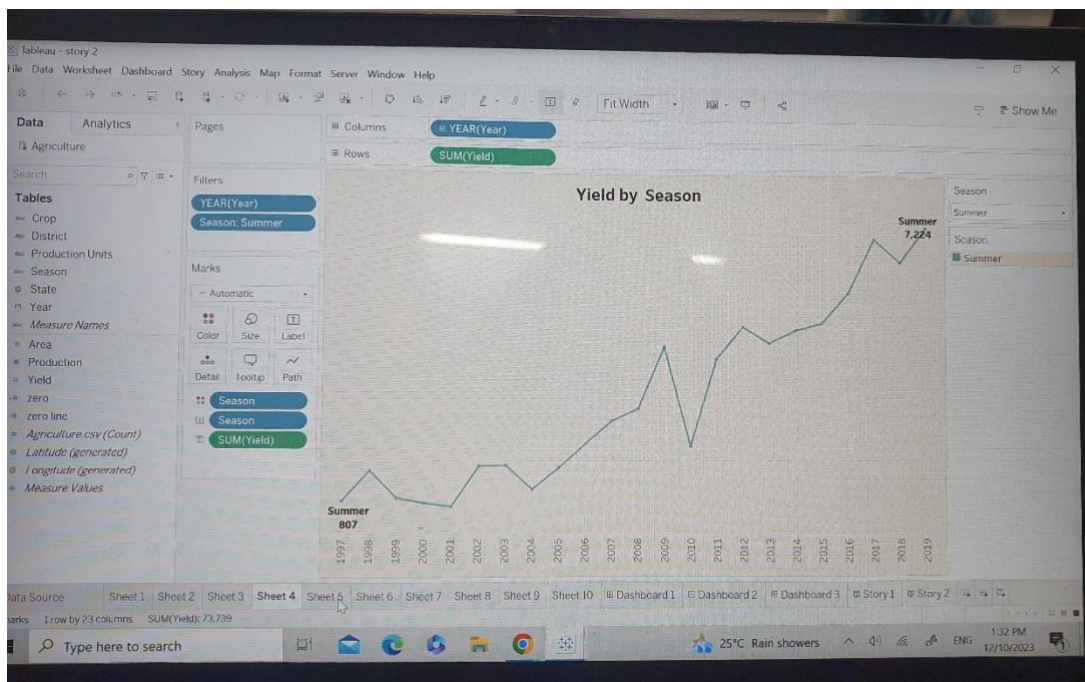 Tableau - story 2
File Data Worksheet Dashboard Story Analysis Map Format Server Window Help
Fit Width
Show Me
Data Analytics
Agriculture
Search
Tables
Abc Crop
Abc District
Abc Production Units
Abc Season
State
Year
Abc Measure Names
Area
Production
Yield
zero
zero line
Agriculture.csv (Count)
Latitude (generated)
Longitude (generated)
Measure Values
Pages
Filters
YEAR(Year)
Season: Summer
Marks
Automatic
Color Size Label
Detail Tooltip Path
Season
Season
SUM(Yield)
Columns YEAR(Year)
Rows SUM(Yield)
Yield by Season
Summer
7,224
Summer
807
1997 1998 1999 2000 2001 2002 2003 2004 2005 2006 2007 2008 2009 2010 2011 2012 2013 2014 2015 2016 2017 2018 2019
Season
Summer
Season
Summer
Data Source Sheet 1 Sheet 2 Sheet 3 Sheet 4 Sheet 5 Sheet 6 Sheet 7 Sheet 8 Sheet 9 Sheet 10 Dashboard 1 Dashboard 2 Dashboard 3 Story 1 Story 2
marks 1 row by 23 columns SUM(Yield): 73,739
Type here to search
25°C Rain showers
ENG
1:32 PM
12/10/2023